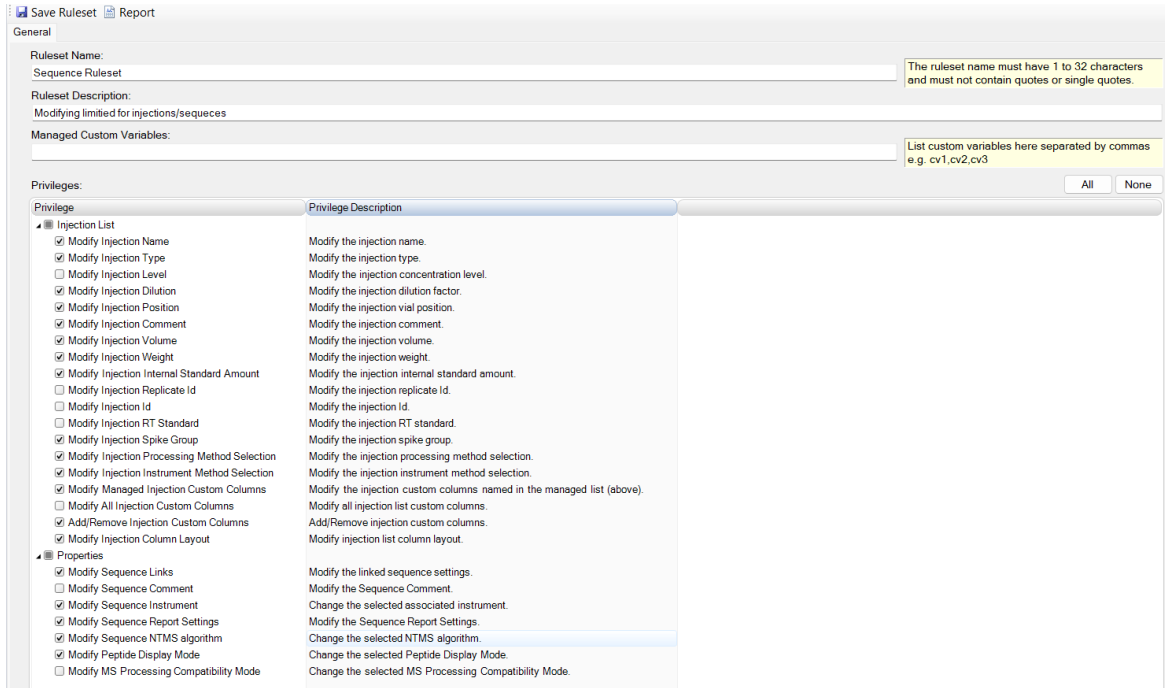 Save Ruleset Report
General
Ruleset Name:
Sequence Ruleset
The ruleset name must have 1 to 32 characters
and must not contain quotes or single quotes.
Ruleset Description:
Modifying limitied for injections/sequeces
Managed Custom Variables:
List custom variables here separated by commas
e.g. cv1,cv2,cv3
Privileges:
All None
Privilege Privilege Description
Injection List
Modify Injection Name Modify the injection name.
Modify Injection Type Modify the injection type.
Modify Injection Level Modify the injection concentration level.
Modify Injection Dilution Modify the injection dilution factor.
Modify Injection Position Modify the injection vial position.
Modify Injection Comment Modify the injection comment.
Modify Injection Volume Modify the injection volume.
Modify Injection Weight Modify the injection weight.
Modify Injection Internal Standard Amount Modify the injection internal standard amount.
Modify Injection Replicate Id Modify the injection replicate Id.
Modify Injection Id Modify the injection Id.
Modify Injection RT Standard Modify the injection RT standard.
Modify Injection Spike Group Modify the injection spike group.
Modify Injection Processing Method Selection Modify the injection processing method selection.
Modify Injection Instrument Method Selection Modify the injection instrument method selection.
Modify Managed Injection Custom Columns Modify the injection custom columns named in the managed list (above).
Modify All Injection Custom Columns Modify all injection list custom columns.
Add/Remove Injection Custom Columns Add/Remove injection custom columns.
Modify Injection Column Layout Modify injection list column layout.
Properties
Modify Sequence Links Modify the linked sequence settings.
Modify Sequence Comment Modify the Sequence Comment.
Modify Sequence Instrument Change the selected associated instrument.
Modify Sequence Report Settings Modify the Sequence Report Settings.
Modify Sequence NTMS algorithm Change the selected NTMS algorithm.
Modify Peptide Display Mode Change the selected Peptide Display Mode.
Modify MS Processing Compatibility Mode Change the selected MS Processing Compatibility Mode.